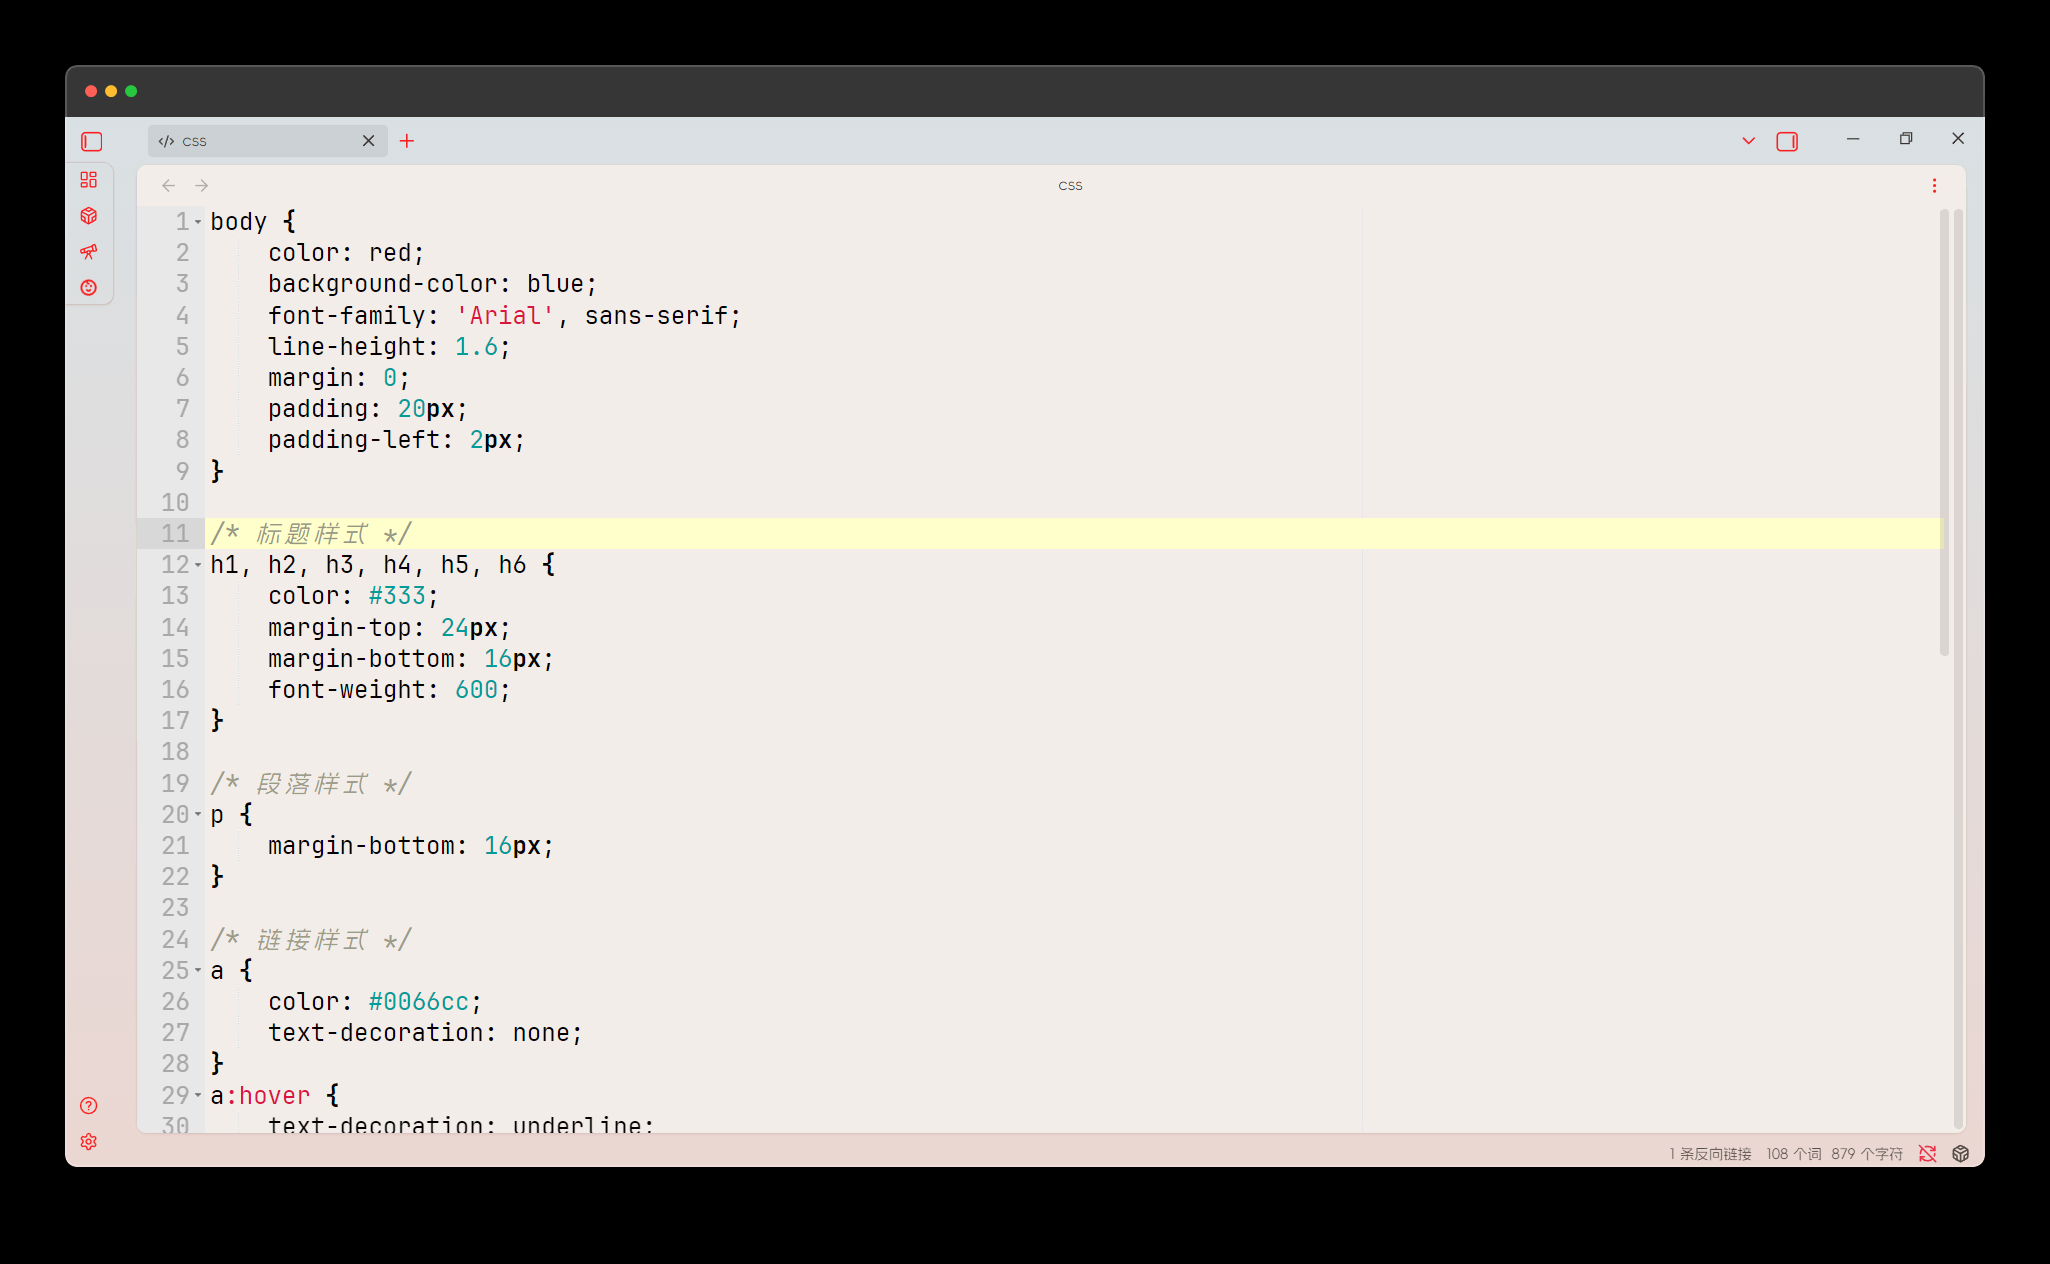 css
css
1 body {
2     color: red;
3     background-color: blue;
4     font-family: 'Arial', sans-serif;
5     line-height: 1.6;
6     margin: 0;
7     padding: 20px;
8     padding-left: 2px;
9 }
10
11 /* 标题样式 */
12 h1, h2, h3, h4, h5, h6 {
13     color: #333;
14     margin-top: 24px;
15     margin-bottom: 16px;
16     font-weight: 600;
17 }
18
19 /* 段落样式 */
20 p {
21     margin-bottom: 16px;
22 }
23
24 /* 链接样式 */
25 a {
26     color: #0066cc;
27     text-decoration: none;
28 }
29 a:hover {
30     text-decoration: underline;
1 条反向链接 108 个词 879 个字符